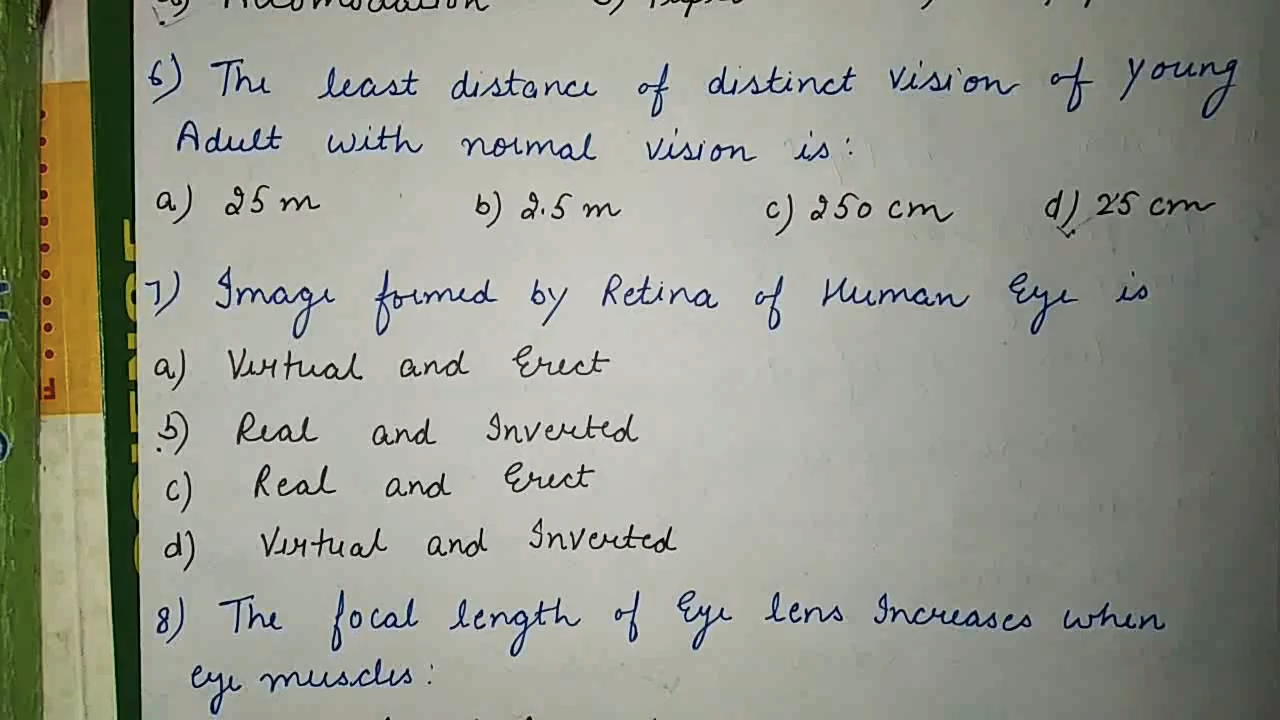 Accomodation
6) The least distance of distinct vision of young
Adult with normal vision is:
a) 25 m b) 2.5 m c) 250 cm d) 25 cm
7) Image formed by Retina of Human Eye is
a) Virtual and Erect
b) Real and Inverted
c) Real and Erect
d) Virtual and Inverted
8) The focal length of Eye lens Increases when
eye muscles: